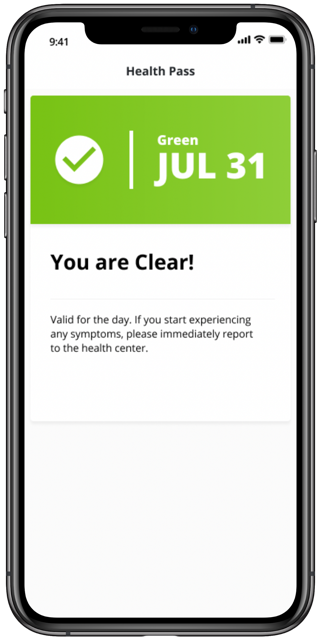 9:41
Health Pass
Green
JUL 31
You are Clear!
Valid for the day. If you start experiencing
any symptoms, please immediately report
to the health center.